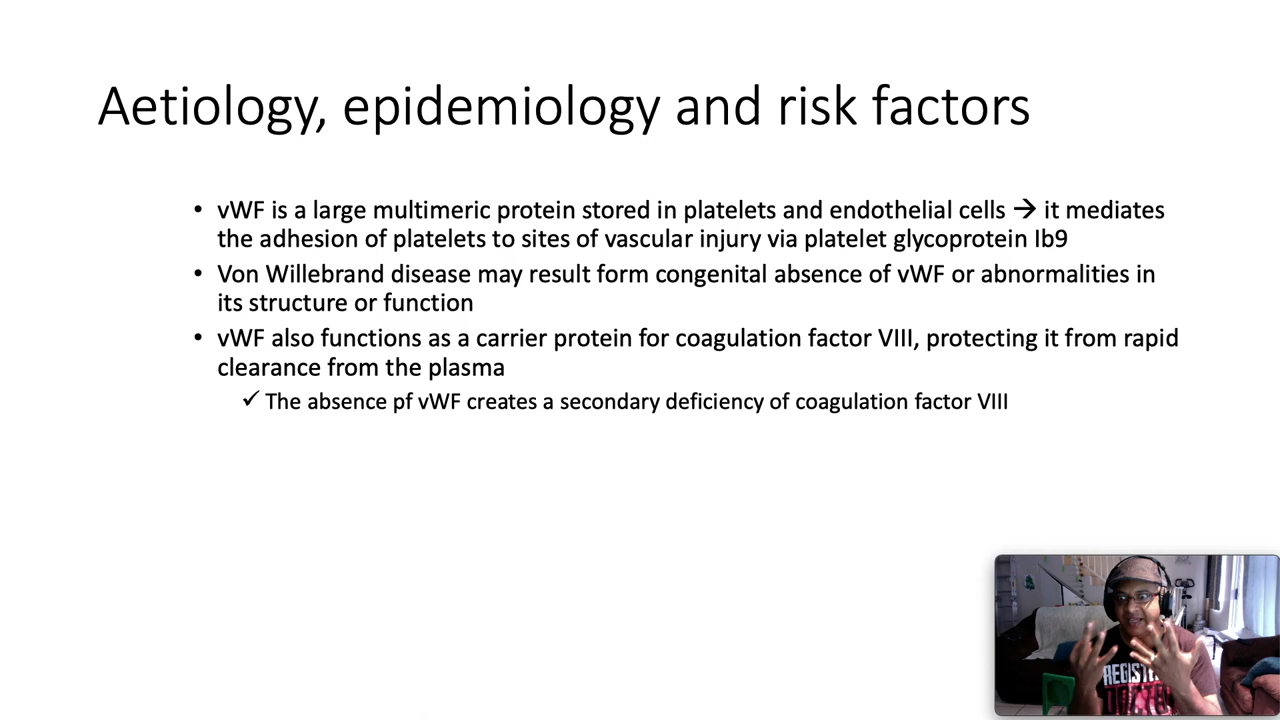 Aetiology, epidemiology and risk factors
• vWF is a large multimeric protein stored in platelets and endothelial cells → it mediates
the adhesion of platelets to sites of vascular injury via platelet glycoprotein Ib9
• Von Willebrand disease may result form congenital absence of vWF or abnormalities in
its structure or function
• vWF also functions as a carrier protein for coagulation factor VIII, protecting it from rapid
clearance from the plasma
✓ The absence pf vWF creates a secondary deficiency of coagulation factor VIII